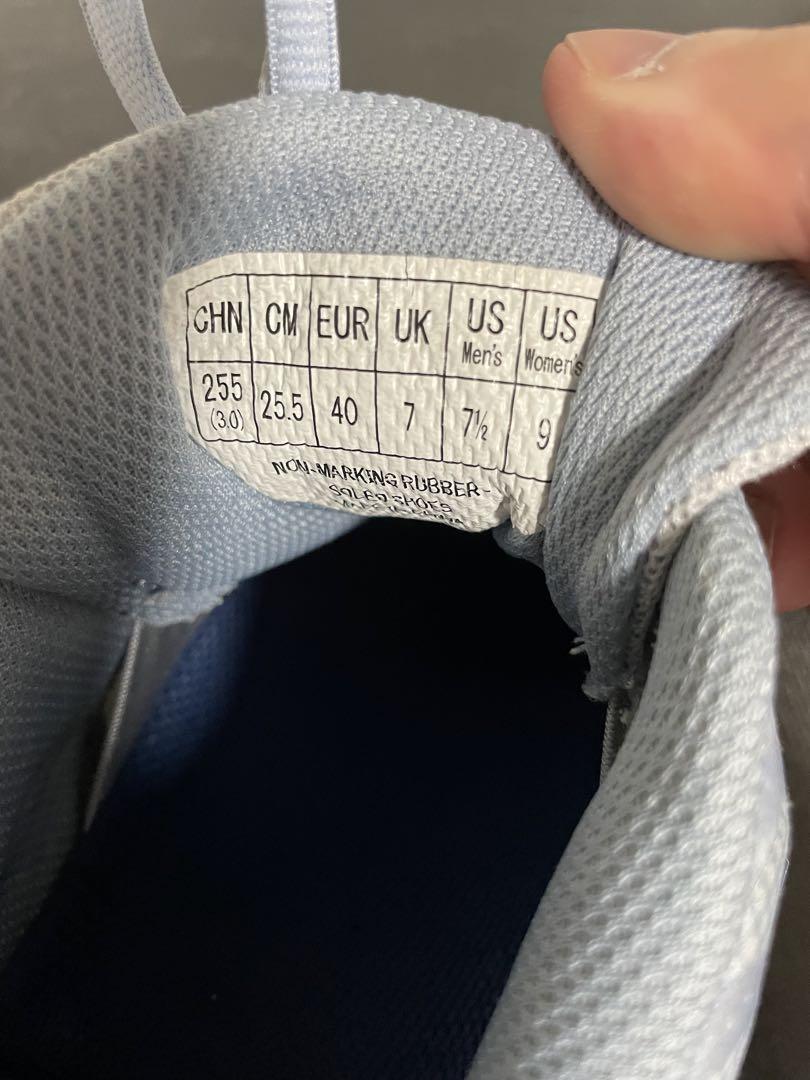 CHN CM EUR UK US Men's US Women's
255 (3.0) 25.5 40 7 7½ 9
NON-MARKING RUBBER-
SHOES